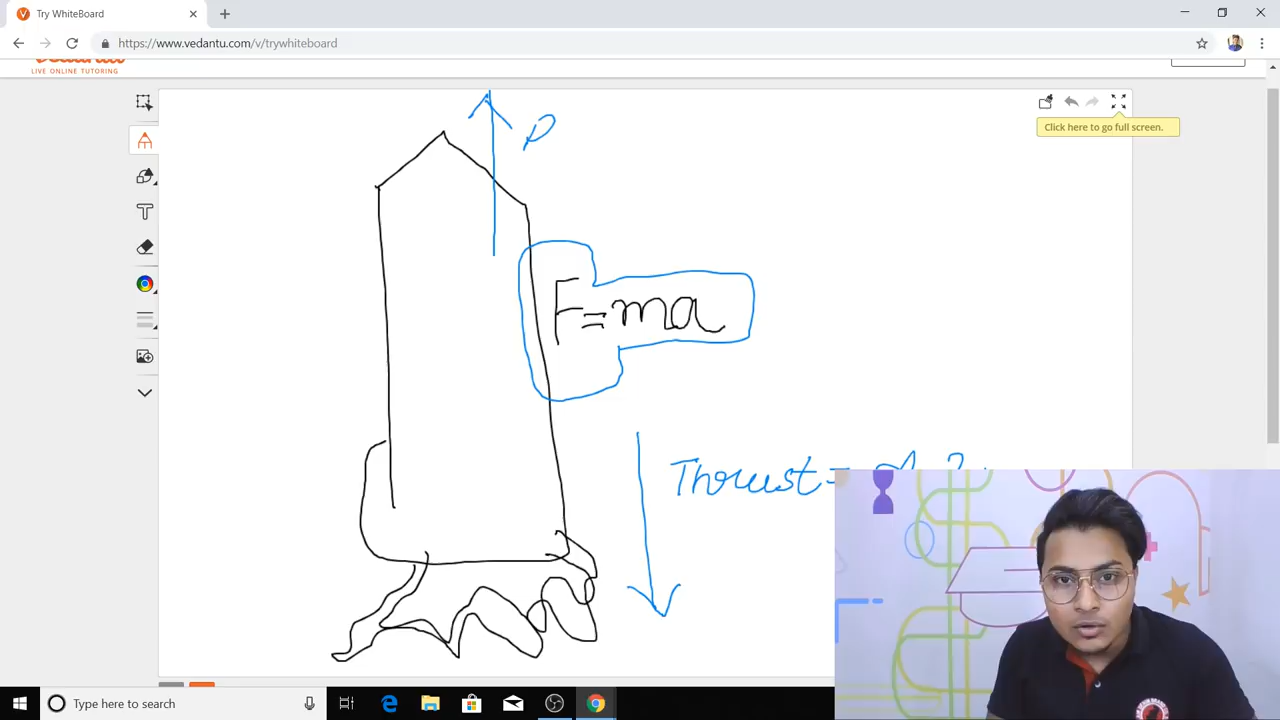 Try WhiteBoard
https://www.vedantu.com/v/trywhiteboard
LIVE ONLINE TUTORING
Click here to go full screen.
F=ma
Thrust=
Type here to search